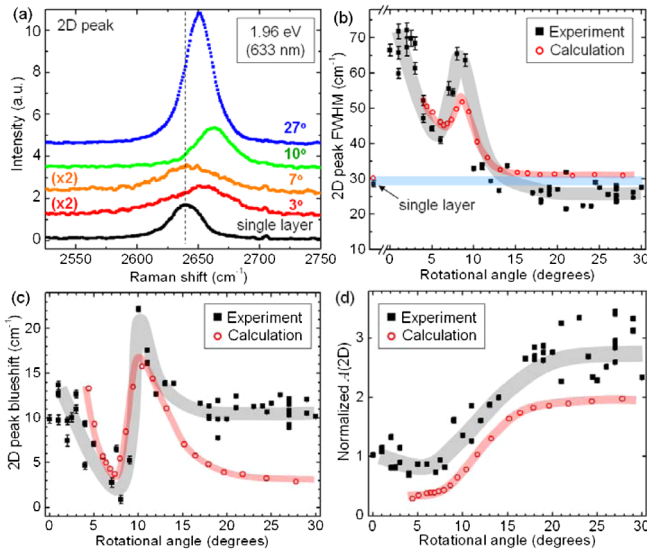 (a)
2D peak
1.96 eV
(633 nm)
10
8
6
4
2
0
Intensity (a.u.)
27°
10°
(x2)
7°
(x2)
3°
single layer
2550
2600
2650
2700
2750
Raman shift (cm-1)
(b)
Experiment
Calculation
70
60
50
40
30
20
2D peak FWHM (cm-1)
single layer
0
5
10
15
20
25
30
Rotational angle (degrees)
(c)
Experiment
Calculation
20
15
10
5
0
2D peak blueshift (cm-1)
0
5
10
15
20
25
30
Rotational angle (degrees)
(d)
Experiment
Calculation
4
3
2
1
0
(2D)
Normalized
0
5
10
15
20
25
30
Rotational angle (degrees)